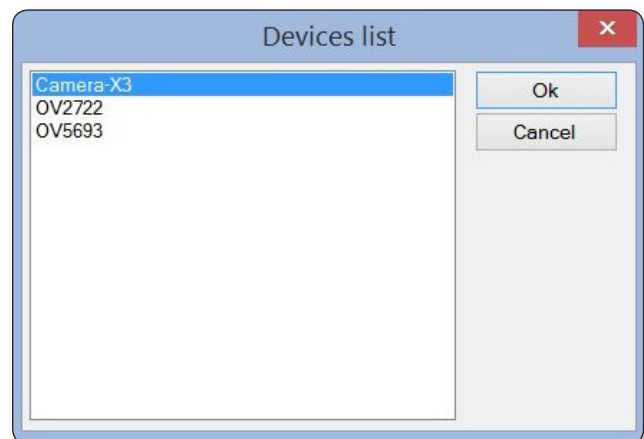 Devices list
x
Camera-X3
OV2722
OV5693
Ok
Cancel